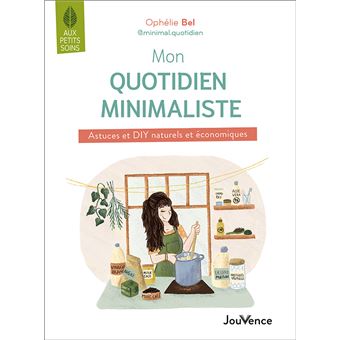 AUX
PETITS
SOINS
Ophélie Bel
@minimal.quotidien
Mon
QUOTIDIEN
MINIMALISTE
Astuces et DIY naturels et économiques
JouVence